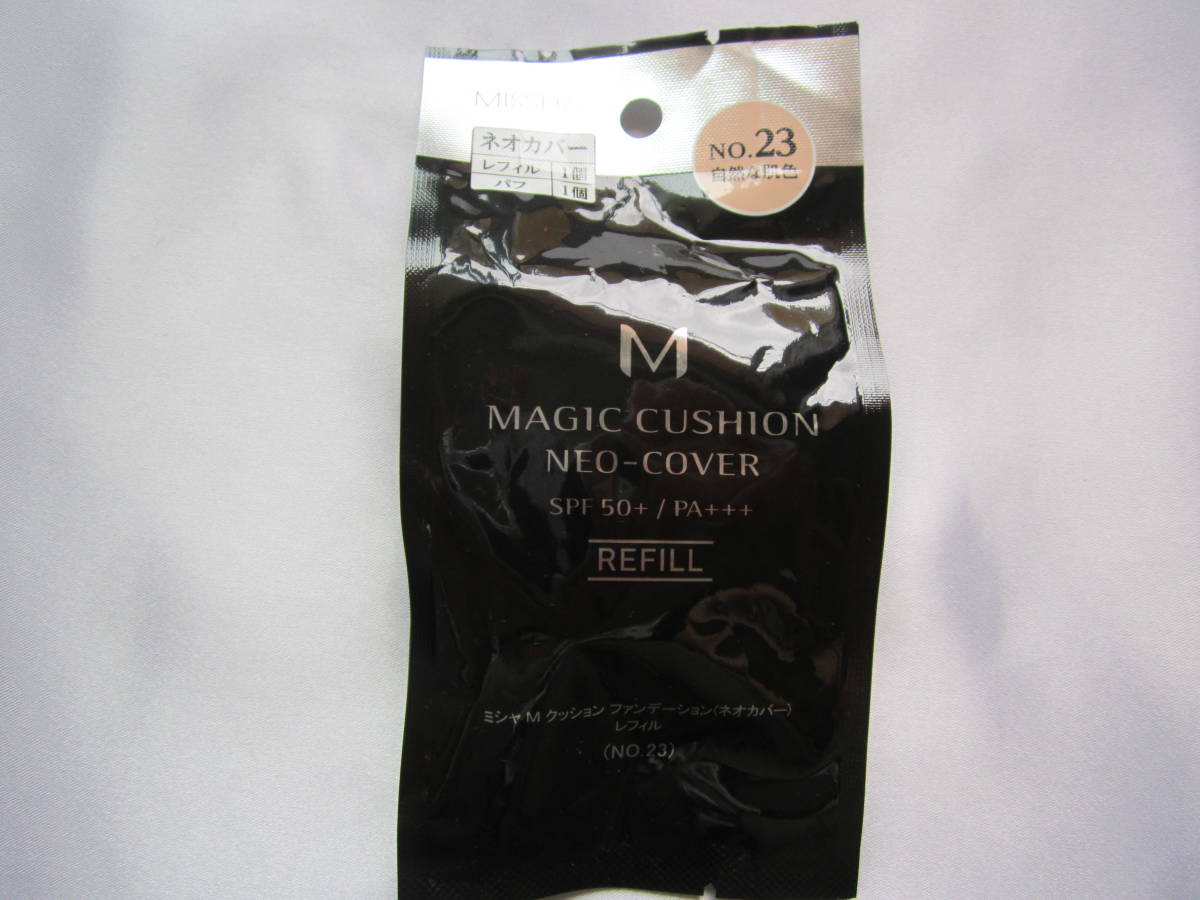 MISSHA
ネオカバー
レフィル 1個
パフ 1個
NO.23
自然な肌色
M
MAGIC CUSHION
NEO-COVER
SPF 50+ / PA+++
REFILL
ミシャ M クッション ファンデーション(ネオカバー)
レフィル
(NO.23)